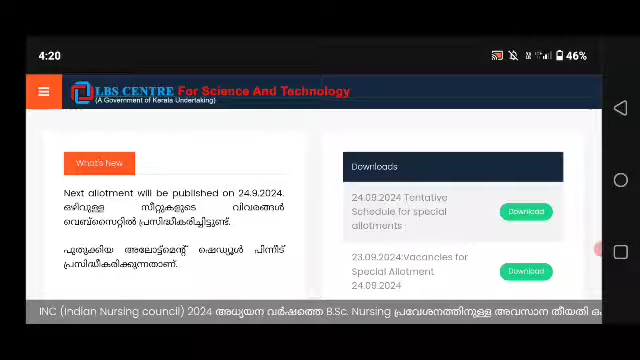 4:20
46%
LBS CENTRE For Science And Technology
(A Government of Kerala Undertaking)
What's New
Next allotment will be published on 24.9.2024.
ഒഴിവുള്ള സീറ്റുകളുടെ വിവരങ്ങൾ
വെബ്സൈറ്റിൽ പ്രസിദ്ധീകരിച്ചിട്ടുണ്ട്.
പുതുക്കിയ അലോട്ട്മെന്റ് ഷെഡ്യൂൾ പിന്നീട്
പ്രസിദ്ധീകരിക്കുന്നതാണ്.
Downloads
24.09.2024 Tentative
Schedule for special
allotments
Download
23.09.2024:Vacancies for
Special Allotment
24.09.2024
Download
INC (Indian Nursing council) 2024 അധ്യയന വർഷത്തെ B.Sc. Nursing പ്രവേശനത്തിനുള്ള അവസാന തീയതി